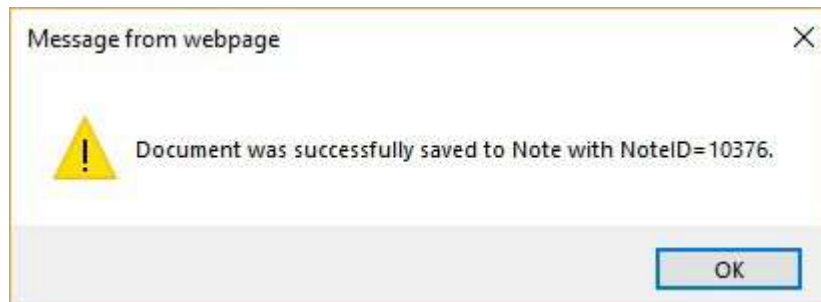 Message from webpage
Document was successfully saved to Note with NoteID=10376.
OK